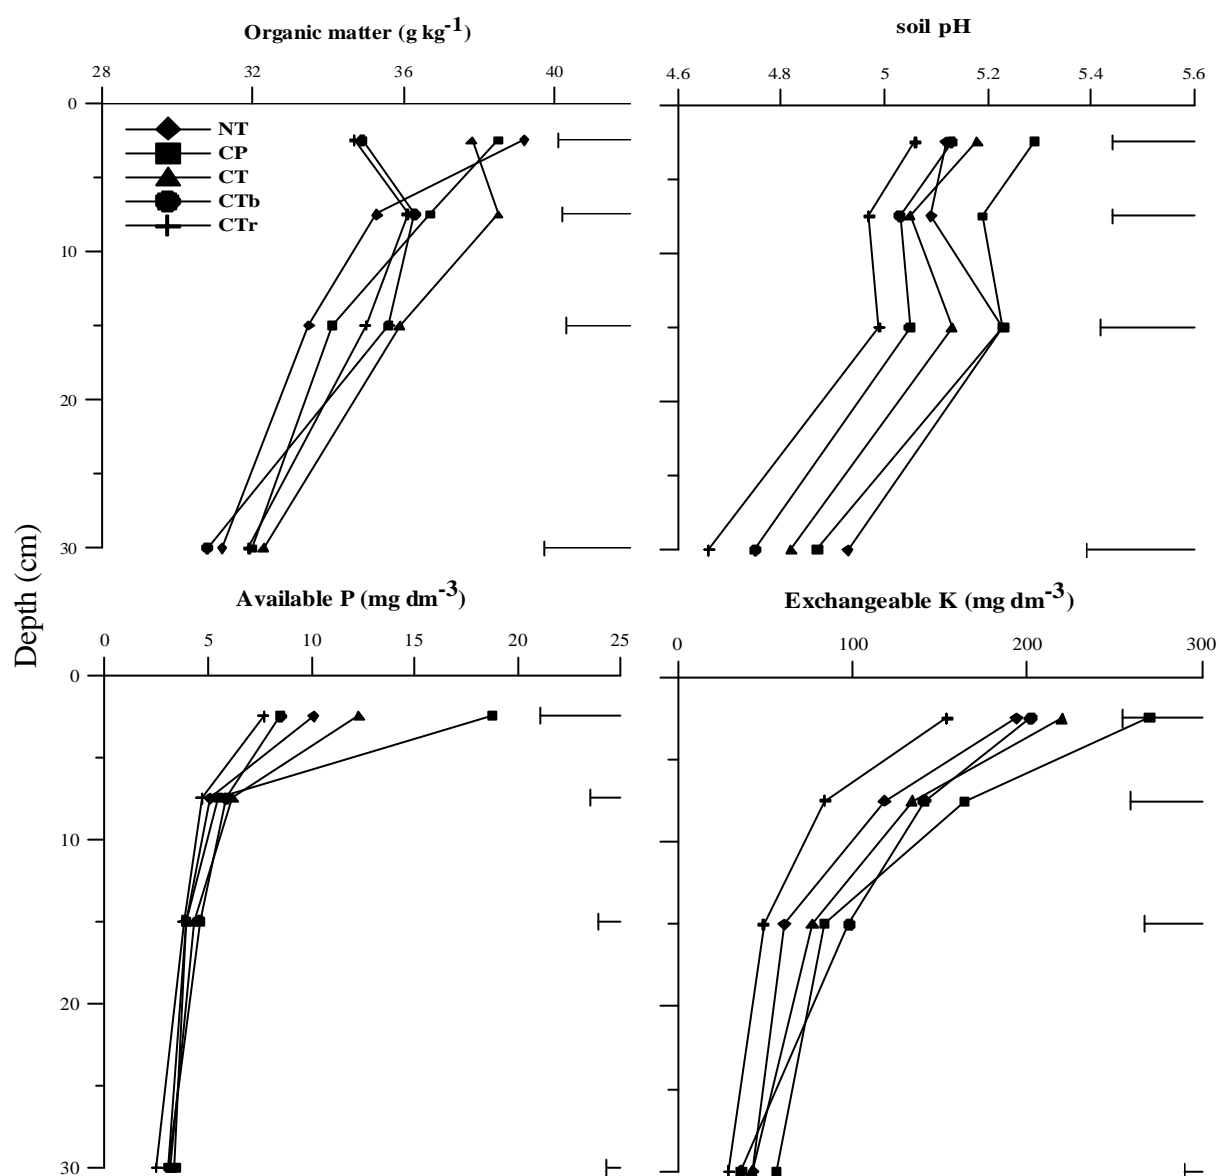 Organic matter (g kg-1)
28 32 36 40
0
10
20
30
NT
CP
CT
CTb
CTr
soil pH
4.6 4.8 5 5.2 5.4 5.6
Depth (cm)
Available P (mg dm-3)
0 5 10 15 20 25
0
10
20
30
Exchangeable K (mg dm-3)
0 100 200 300